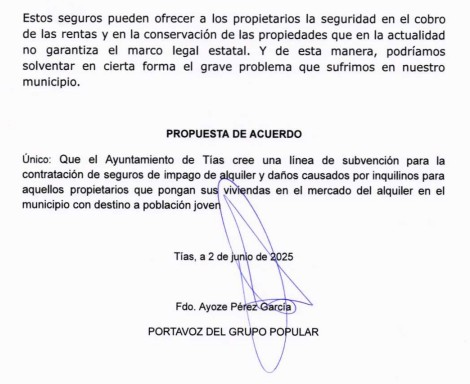 Estos seguros pueden ofrecer a los propietarios la seguridad en el cobro
de las rentas y en la conservación de las propiedades que en la actualidad
no garantiza el marco legal estatal. Y de esta manera, podríamos
solventar en cierta forma el grave problema que sufrimos en nuestro
municipio.
PROPUESTA DE ACUERDO
Único: Que el Ayuntamiento de Tías cree una línea de subvención para la
contratación de seguros de impago de alquiler y daños causados por inquilinos para
aquellos propietarios que pongan sus viviendas en el mercado del alquiler en el
municipio con destino a población joven
Tías, a 2 de junio de 2025
Fdo. Ayoze Pérez García
PORTAVOZ DEL GRUPO POPULAR